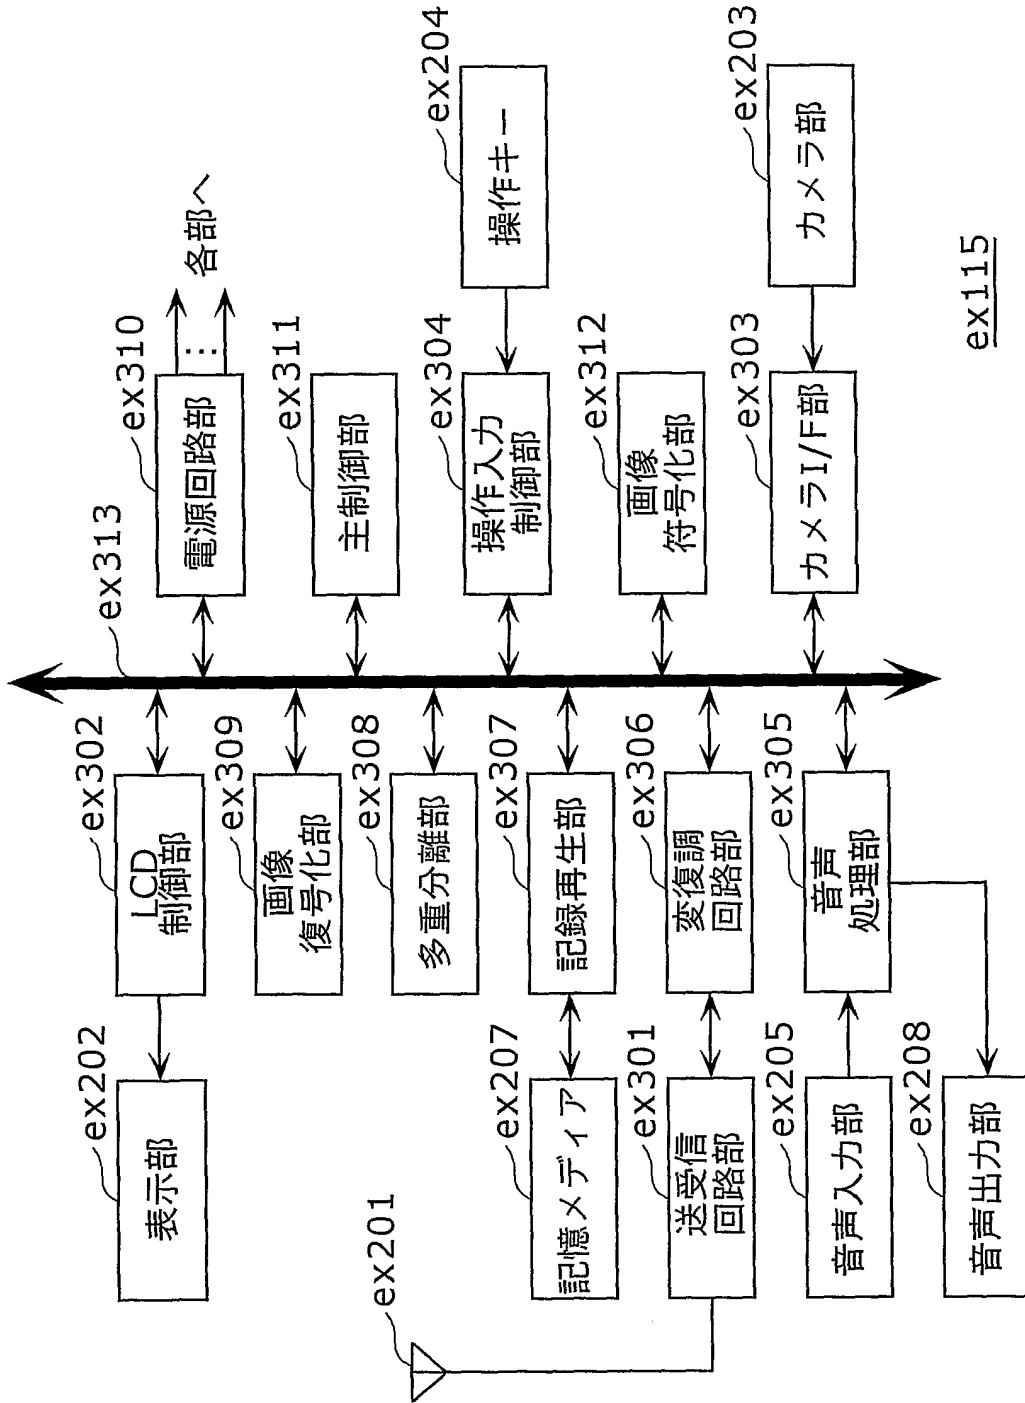 ex201
ex202
表示部
ex302
LCD
制御部
ex309
画像
復号化部
ex308
多重分離部
ex207
記憶メディア
ex307
記録再生部
ex301
送受信
回路部
ex306
変復調
回路部
ex205
音声入力部
ex305
音声
処理部
ex208
音声出力部
ex313
ex310
電源回路部
各部へ
ex311
主制御部
ex304
操作入力
制御部
ex204
操作キー
ex312
画像
符号化部
ex303
カメラI/F部
ex203
カメラ部
ex115